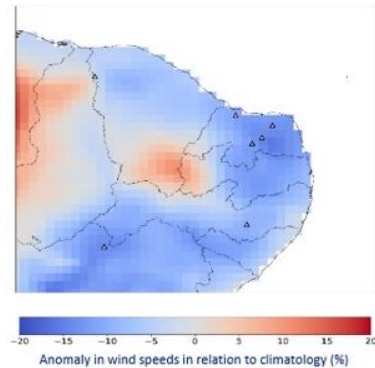 −20 −15 −10 −5 0 5 10 15 20
Anomaly in wind speeds in relation to climatology (%)